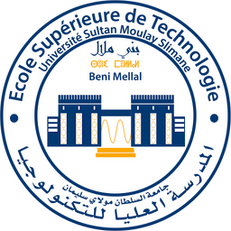 Ecole Supérieure de Technologie
Université Sultan Moulay Slimane
بني ملال
ⴱⵏⵉ ⵎⵍⵍⴰⵍ
Beni Mellal
جامعة السلطان مولاي سليمان
المدرسة العليا للتكنولوجيا